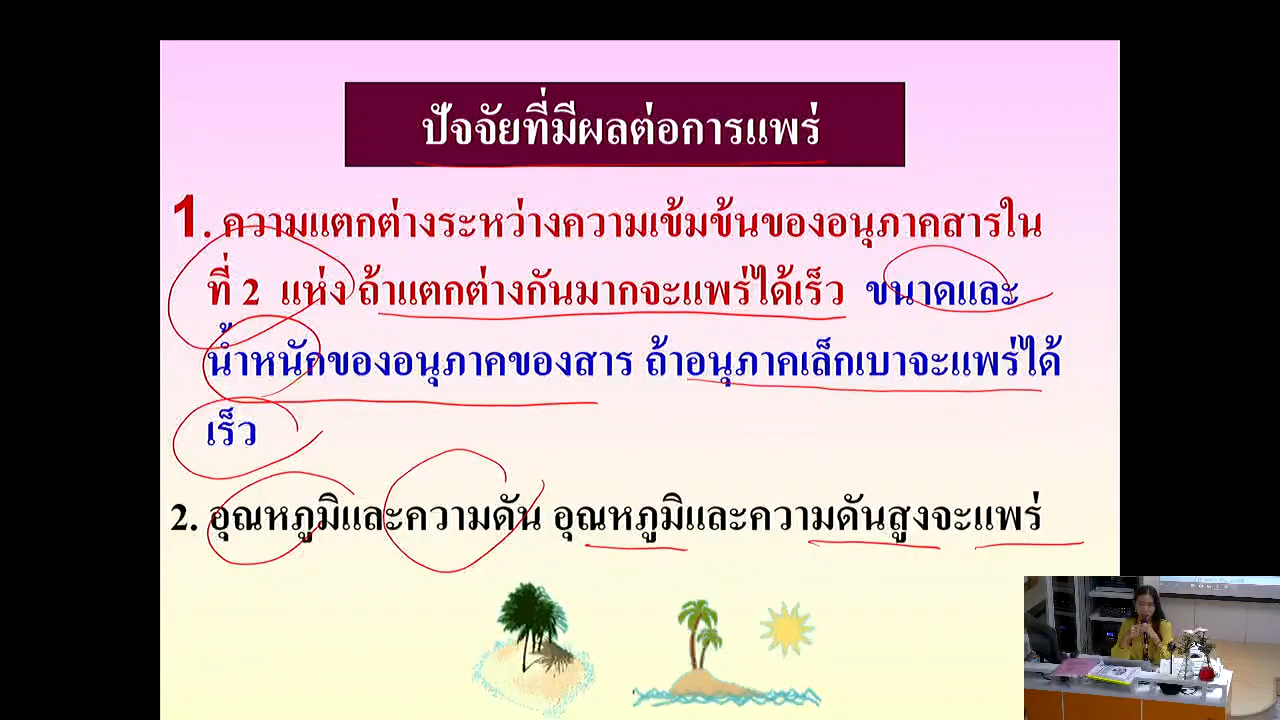 ปัจจัยที่มีผลต่อการแพร่
1. ความแตกต่างระหว่างความเข้มข้นของอนุภาคสารใน
ที่ 2 แห่ง ถ้าแตกต่างกันมากจะแพร่ได้เร็ว ขนาดและ
น้ำหนักของอนุภาคของสาร ถ้าอนุภาคเล็กเบาจะแพร่ได้
เร็ว
2. อุณหภูมิและความดัน อุณหภูมิและความดันสูงจะแพร่